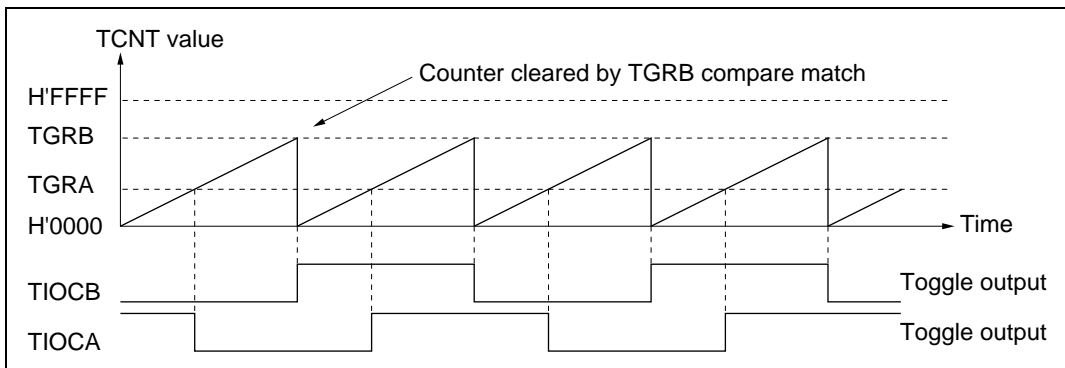 TCNT value
Counter cleared by TGRB compare match
H'FFFF
TGRB
TGRA
H'0000
Time
TIOCB
Toggle output
TIOCA
Toggle output